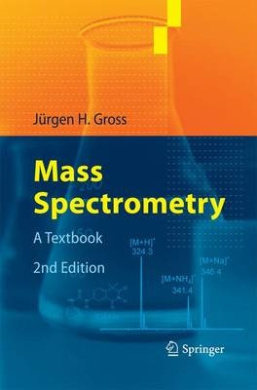 Jürgen H. Gross
Mass
Spectrometry
A Textbook
2nd Edition
[M+H]⁺
324.3
[M+Na]⁺
346.4
[M+NH₄]⁺
341.4
Springer